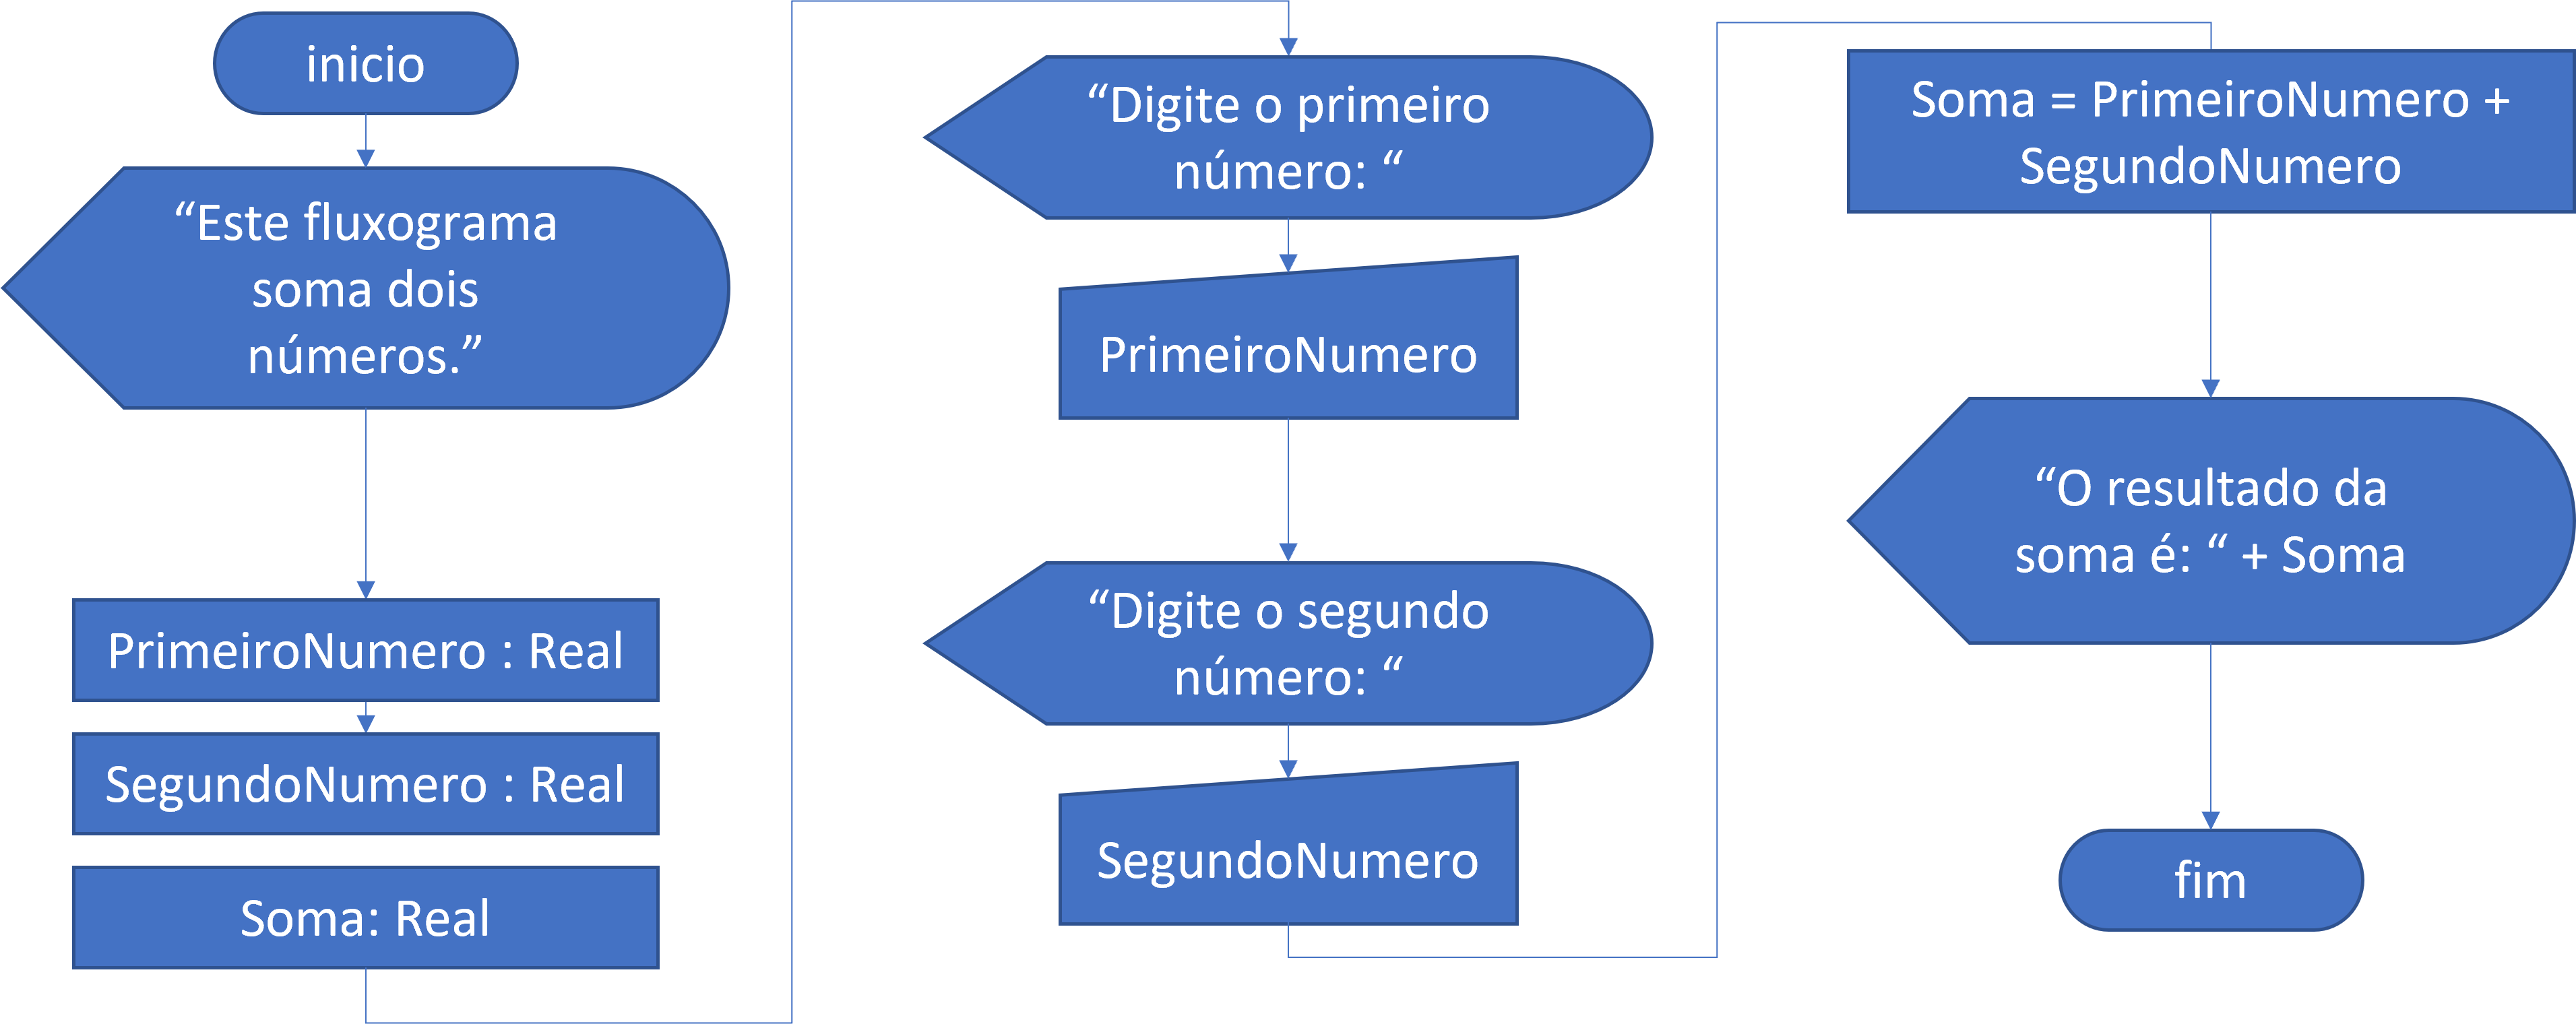 inicio
“Este fluxograma
soma dois
números.”
PrimeiroNumero : Real
SegundoNumero : Real
Soma: Real
“Digite o primeiro
número: “
PrimeiroNumero
“Digite o segundo
número: “
SegundoNumero
Soma = PrimeiroNumero +
SegundoNumero
“O resultado da
soma é: “ + Soma
fim